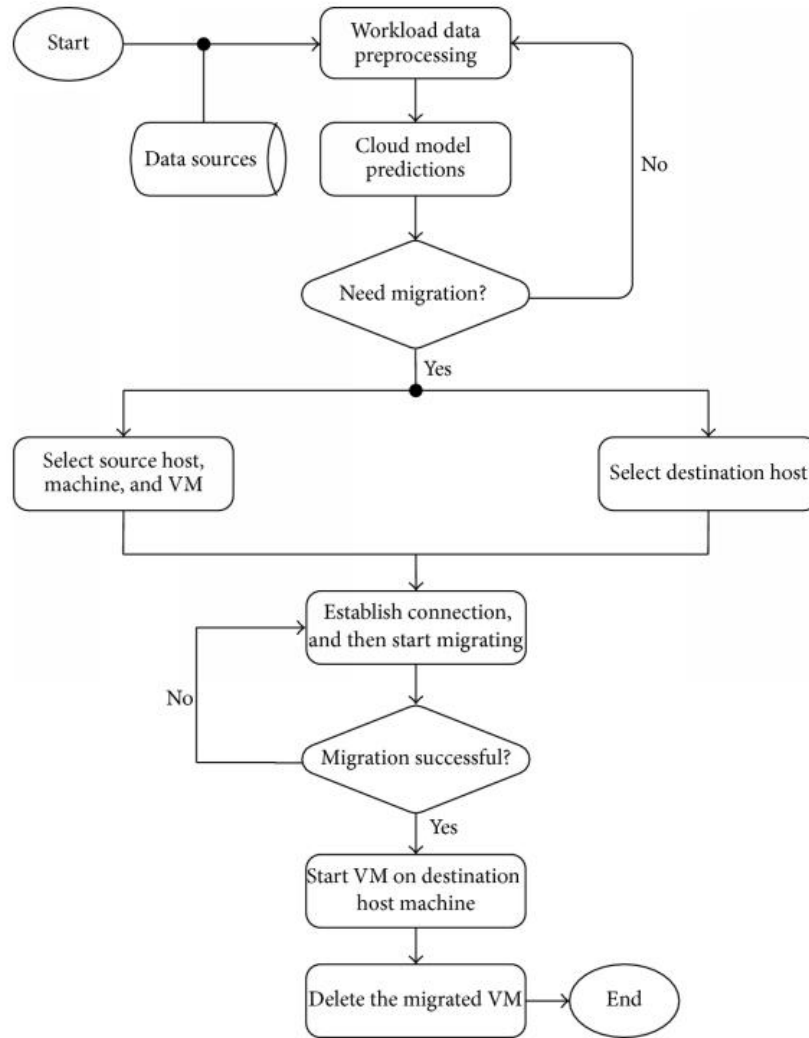 Start
Workload data
preprocessing
Data sources
Cloud model
predictions
No
Need migration?
Yes
Select source host,
machine, and VM
Select destination host
Establish connection,
and then start migrating
No
Migration successful?
Yes
Start VM on destination
host machine
Delete the migrated VM
End